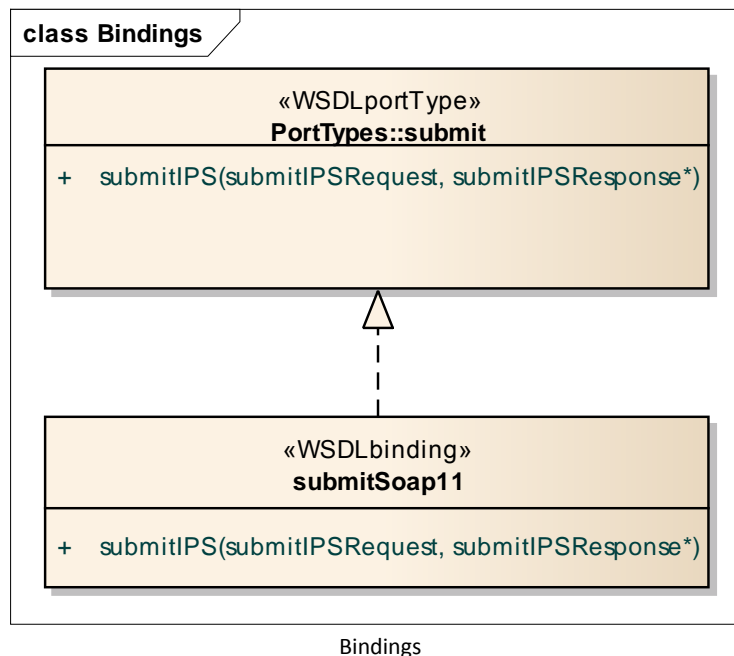 class Bindings
«WSDLportType»
PortTypes::submit
+ submitIPS(submitIPSRequest, submitIPSResponse*)
«WSDLbinding»
submitSoap11
+ submitIPS(submitIPSRequest, submitIPSResponse*)
Bindings